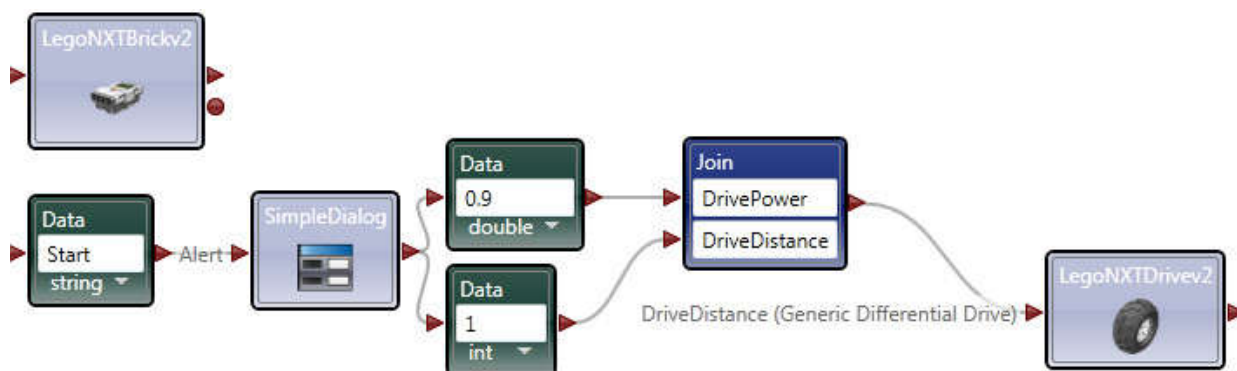 LegoNXTBrickv2
Data
Start
string
Alert
SimpleDialog
Data
0.9
double
Data
1
int
Join
DrivePower
DriveDistance
DriveDistance (Generic Differential Drive)
LegoNXTDrivev2